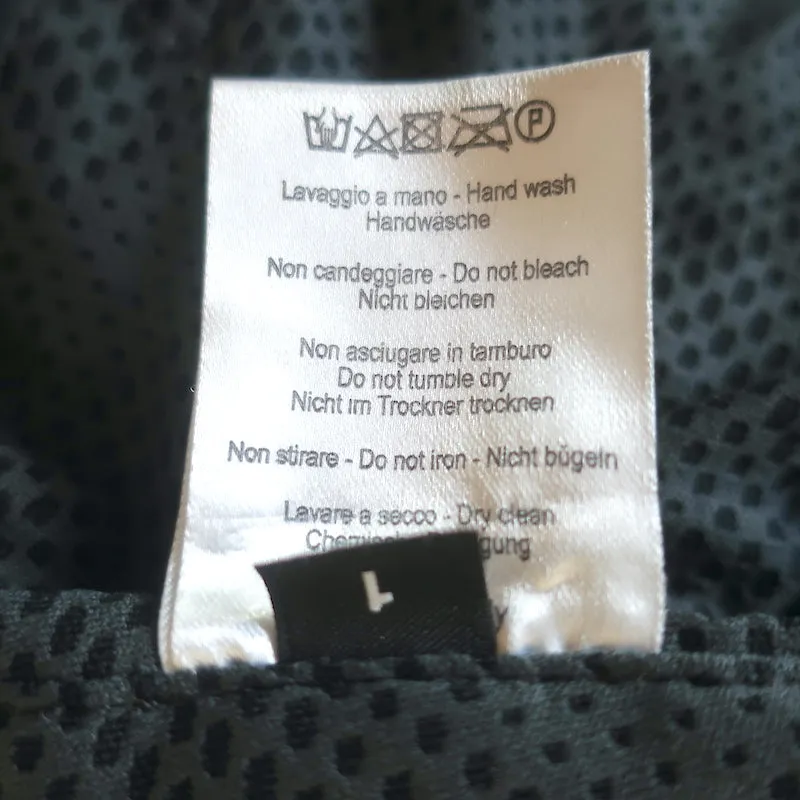 P
Lavaggio a mano - Hand wash
Handwäsche
Non candeggiare - Do not bleach
Nicht bleichen
Non asciugare in tamburo
Do not tumble dry
Nicht im Trockner trocknen
Non stirare - Do not iron - Nicht bügeln
Lavare a secco - Dry clean
1